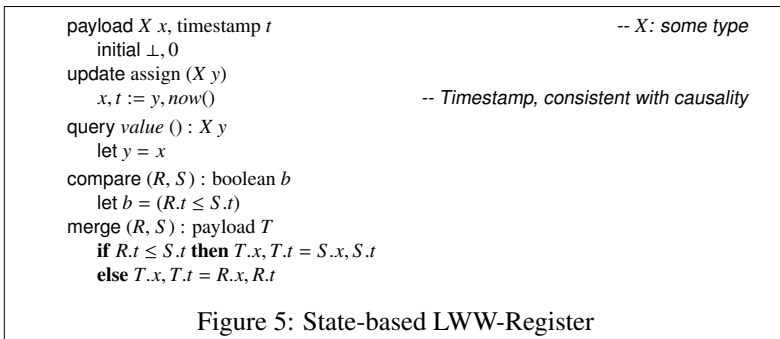 payload X x, timestamp t -- X: some type
initial ⊥, 0
update assign (X y)
x, t := y, now() -- Timestamp, consistent with causality
query value () : X y
let y = x
compare (R, S) : boolean b
let b = (R.t ≤ S.t)
merge (R, S) : payload T
if R.t ≤ S.t then T.x, T.t = S.x, S.t
else T.x, T.t = R.x, R.t
Figure 5: State-based LWW-Register